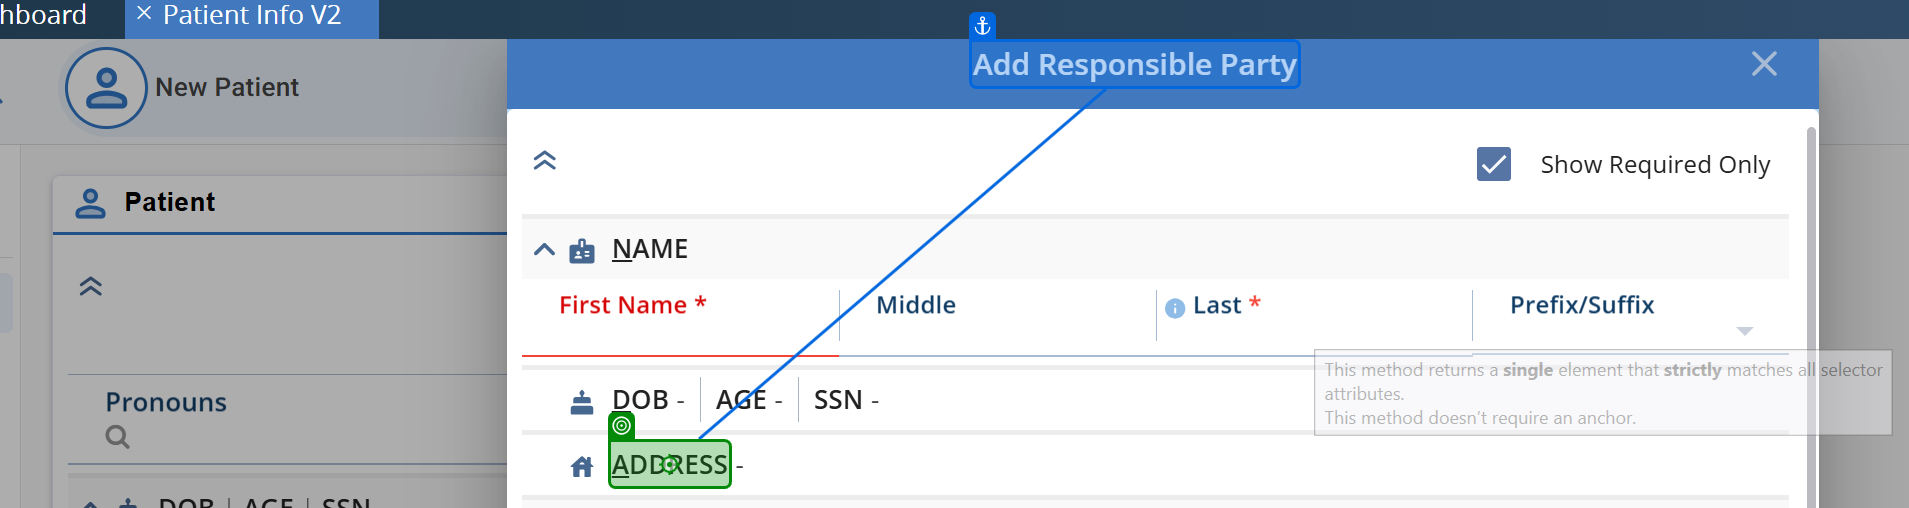 hboard
Patient Info V2
Add Responsible Party
New Patient
Show Required Only
Patient
NAME
First Name *
Middle
Last *
Prefix/Suffix
This method returns a single element that strictly matches all selector
attributes.
This method doesn't require an anchor.
Pronouns
DOB -
AGE -
SSN -
ADDRESS -
DOB | AGE | SSN